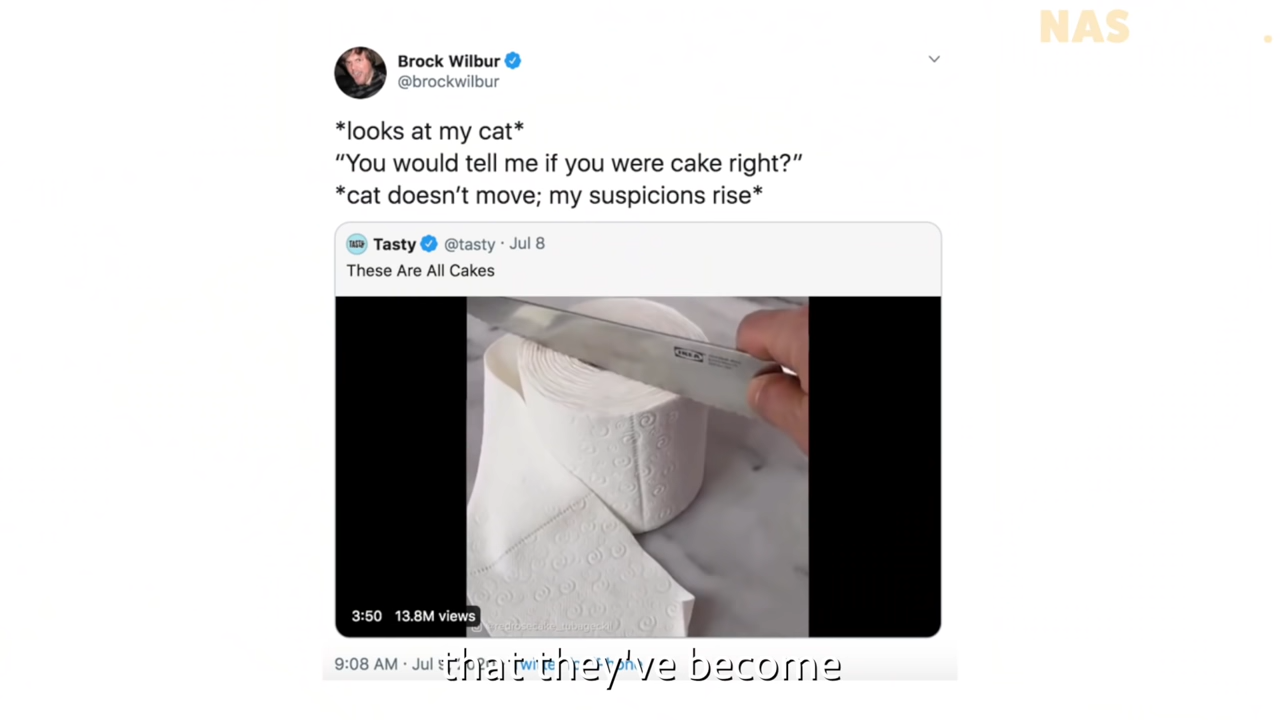 NAS
.
Brock Wilbur
@brockwilbur
*looks at my cat*
“You would tell me if you were cake right?”
*cat doesn’t move; my suspicions rise*
TASTY Tasty @tasty · Jul 8
These Are All Cakes
3:50 13.8M views
9:08 AM · Jul
that they've become